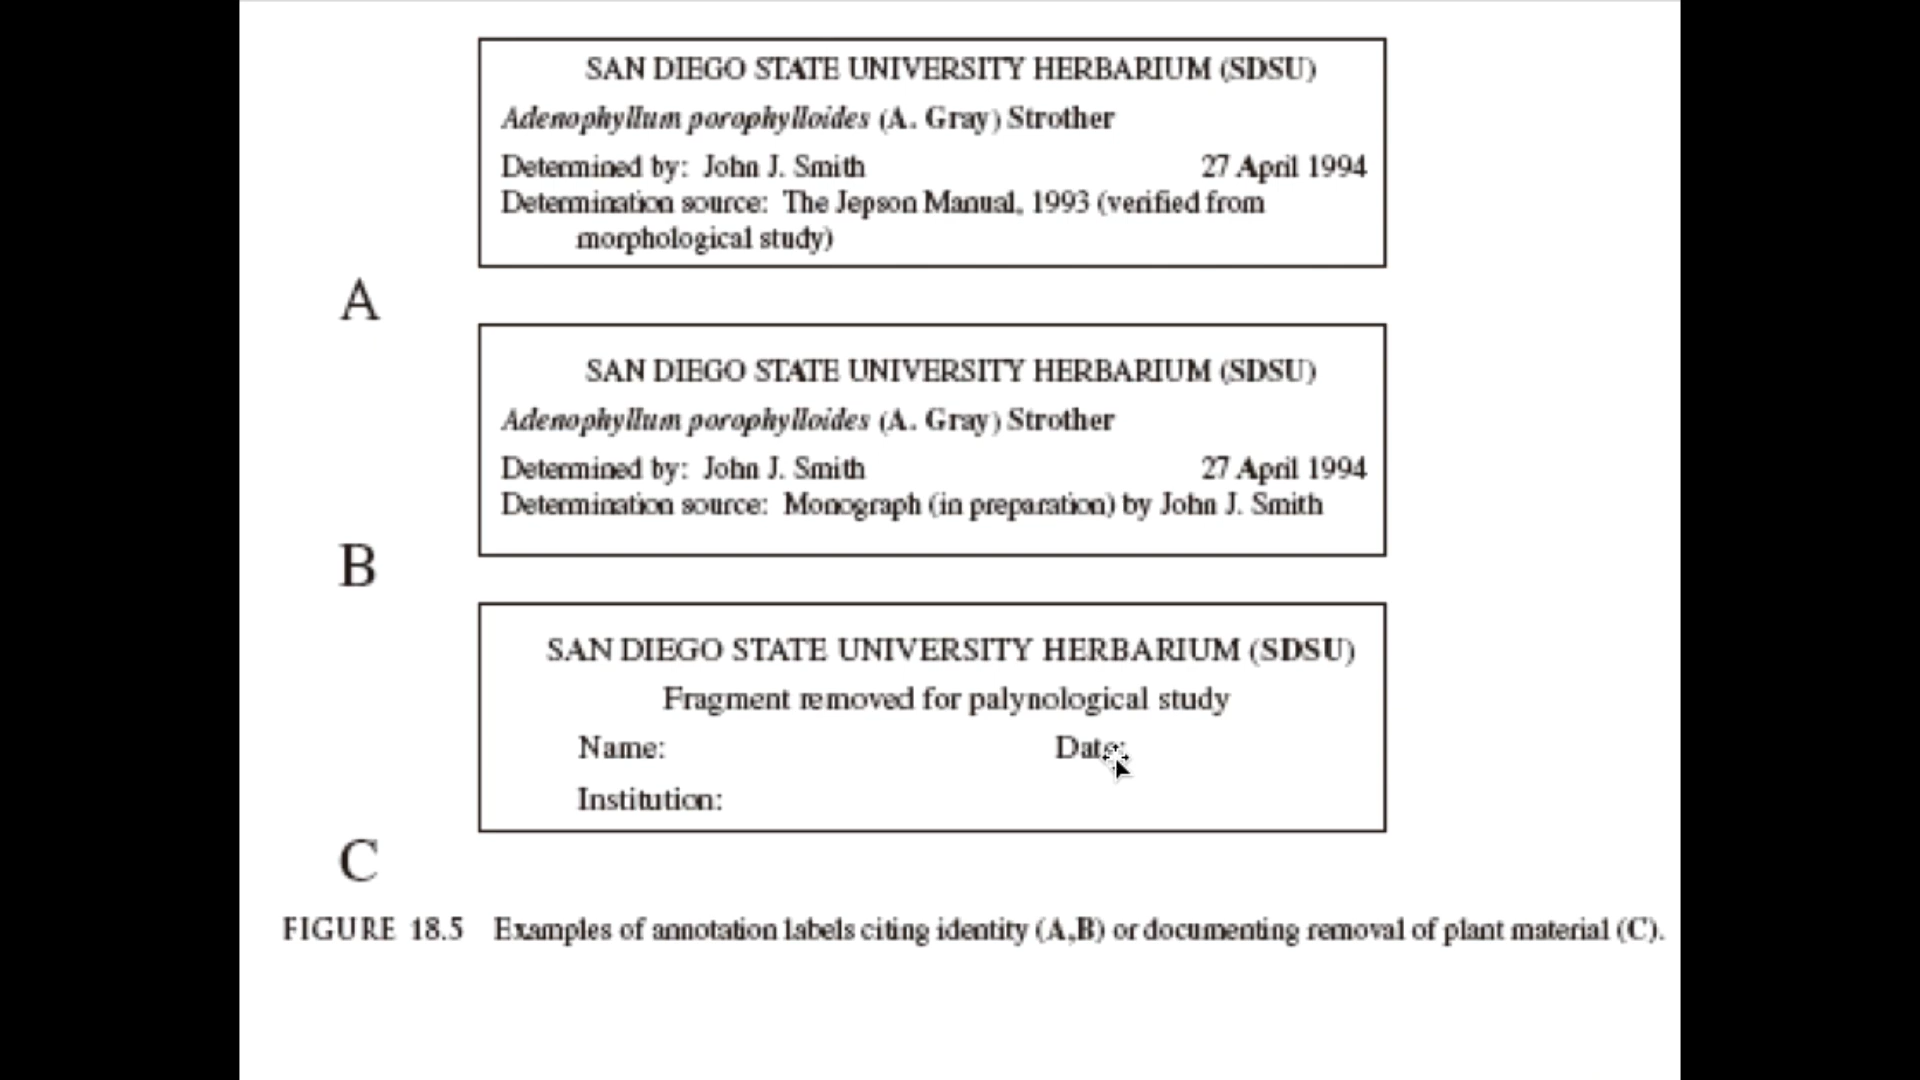 SAN DIEGO STATE UNIVERSITY HERBARIUM (SDSU)
Adenophyllum porophylloides (A. Gray) Strother
Determined by: John J. Smith 27 April 1994
Determination source: The Jepson Manual, 1993 (verified from
morphological study)
A
SAN DIEGO STATE UNIVERSITY HERBARIUM (SDSU)
Adenophyllum porophylloides (A. Gray) Strother
Determined by: John J. Smith 27 April 1994
Determination source: Monograph (in preparation) by John J. Smith
B
SAN DIEGO STATE UNIVERSITY HERBARIUM (SDSU)
Fragment removed for palynological study
Name: Date:
Institution:
C
FIGURE 18.5 Examples of annotation labels citing identity (A,B) or documenting removal of plant material (C).